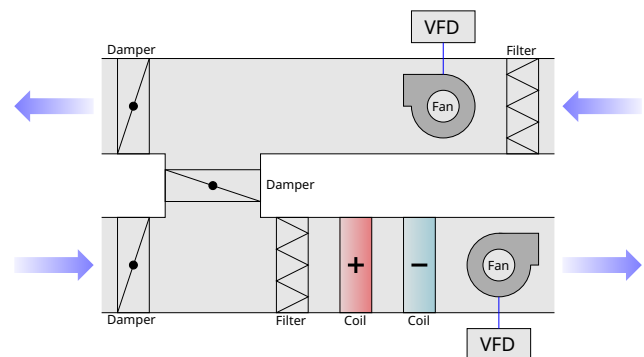 VFD
Damper
Filter
Fan
Damper
+
−
Fan
Damper
Filter
Coil
Coil
VFD